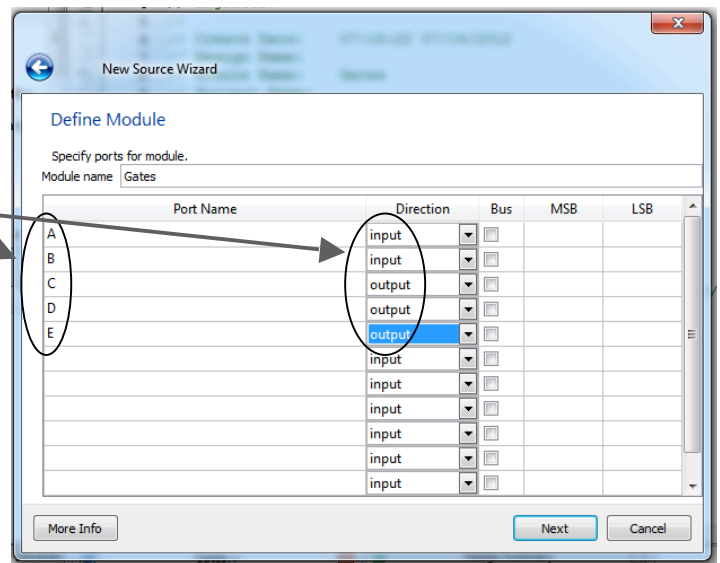 New Source Wizard
Define Module
Specify ports for module.
Module name Gates
Port Name Direction Bus MSB LSB
A input
B input
C output
D output
E output
input
input
input
input
input
input
More Info Next Cancel